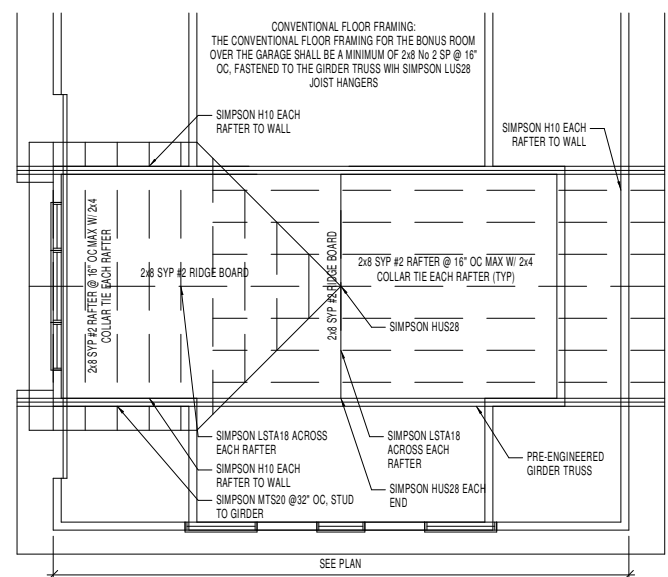 CONVENTIONAL FLOOR FRAMING:
THE CONVENTIONAL FLOOR FRAMING FOR THE BONUS ROOM
OVER THE GARAGE SHALL BE A MINIMUM OF 2x8 No 2 SP @ 16"
OC, FASTENED TO THE GIRDER TRUSS WIH SIMPSON LUS28
JOIST HANGERS
SIMPSON H10 EACH
RAFTER TO WALL
SIMPSON H10 EACH
RAFTER TO WALL
2x8 SYP #2 RAFTER @ 16" OC MAX W/ 2x4
COLLAR TIE EACH RAFTER
2x8 SYP #2 RIDGE BOARD
2x8 SYP #2 RIDGE BOARD
2x8 SYP #2 RAFTER @ 16" OC MAX W/ 2x4
COLLAR TIE EACH RAFTER (TYP)
SIMPSON HUS28
SIMPSON LSTA18 ACROSS
EACH RAFTER
SIMPSON H10 EACH
RAFTER TO WALL
SIMPSON MTS20 @32" OC, STUD
TO GIRDER
SIMPSON LSTA18
ACROSS EACH
RAFTER
SIMPSON HUS28 EACH
END
PRE-ENGINEERED
GIRDER TRUSS
SEE PLAN